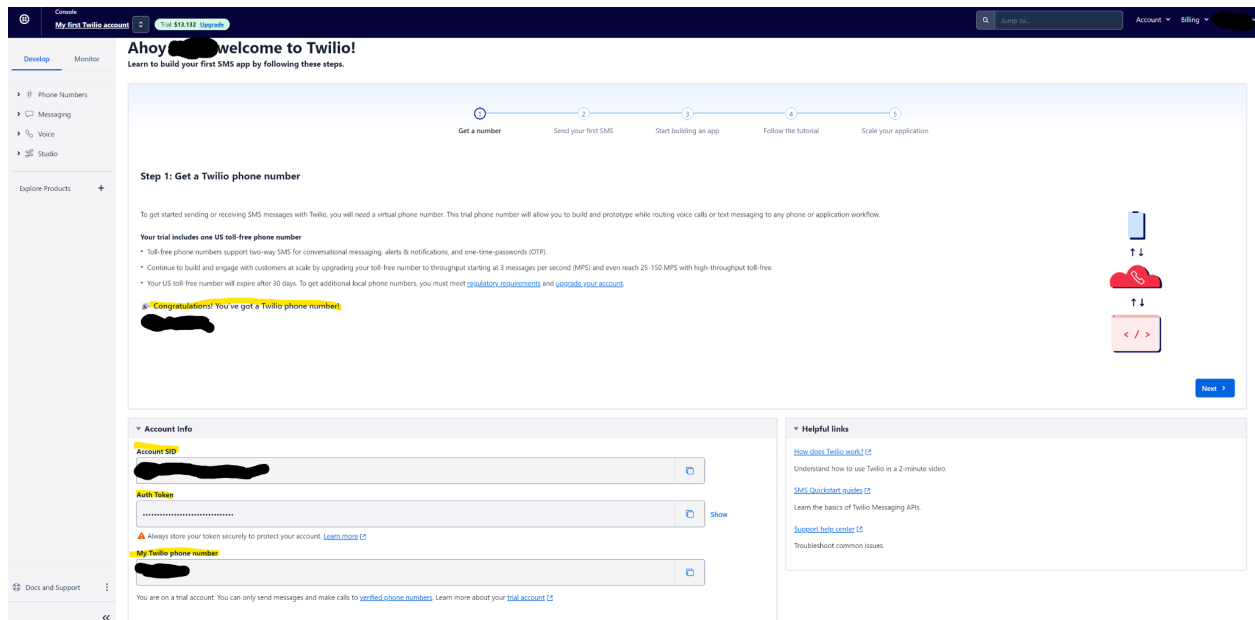 Console
My first Twilio account
Trial: $13.132 Upgrade
Jump to...
Account
Billing
Develop
Monitor
Phone Numbers
Messaging
Voice
Studio
Explore Products
Docs and Support
Ahoy welcome to Twilio!
Learn to build your first SMS app by following these steps.
1
2
3
4
5
Get a number
Send your first SMS
Start building an app
Follow the tutorial
Scale your application
Step 1: Get a Twilio phone number
To get started sending or receiving SMS messages with Twilio, you will need a virtual phone number. This trial phone number will allow you to build and prototype while routing voice calls or text messaging to any phone or application workflow.
Your trial includes one US toll-free phone number
• Toll-free phone numbers support two-way SMS for conversational messaging, alerts & notifications, and one-time-passwords (OTP).
• Continue to build and engage with customers at scale by upgrading your toll-free number to throughput starting at 3 messages per second (MPS) and even reach 25-150 MPS with high-throughput toll-free.
• Your US toll-free number will expire after 30 days. To get additional local phone numbers, you must meet regulatory requirements and upgrade your account.
Congratulations! You've got a Twilio phone number!
< / >
Next
Account Info
Account SID
Auth Token
Show
Always store your token securely to protect your account. Learn more
My Twilio phone number
You are on a trial account. You can only send messages and make calls to verified phone numbers. Learn more about your trial account
Helpful links
How does Twilio work?
Understand how to use Twilio in a 2-minute video.
SMS Quickstart guides
Learn the basics of Twilio Messaging APIs.
Support help center
Troubleshoot common issues.